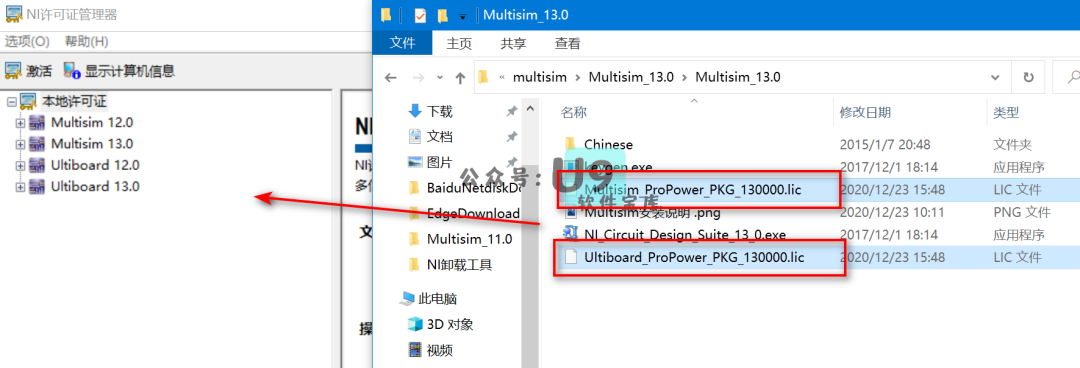 NI许可证管理器
选项(O) 帮助(H)
激活 显示计算机信息
本地许可证
Multisim 12.0
Multisim 13.0
Ultiboard 12.0
Ultiboard 13.0
NI
NI
多
Multisim_13.0
文件 主页 共享 查看
« multisim › Multisim_13.0 › Multisim_13.0
下载
文档
图片
BaiduNetdiskDo
EdgeDownload
Multisim_11.0
NI卸载工具
此电脑
3D 对象
视频
名称 修改日期 类型
Chinese 2015/1/7 20:48 文件夹
keygen.exe 2017/12/1 18:14 应用程序
Multisim_ProPower_PKG_130000.lic 2020/12/23 15:48 LIC 文件
Multisim安装说明 .png 2020/12/23 10:11 PNG 文件
NI_Circuit_Design_Suite_13_0.exe 2017/12/1 18:14 应用程序
Ultiboard_ProPower_PKG_130000.lic 2020/12/23 15:48 LIC 文件
公众号:U9
软件宝库